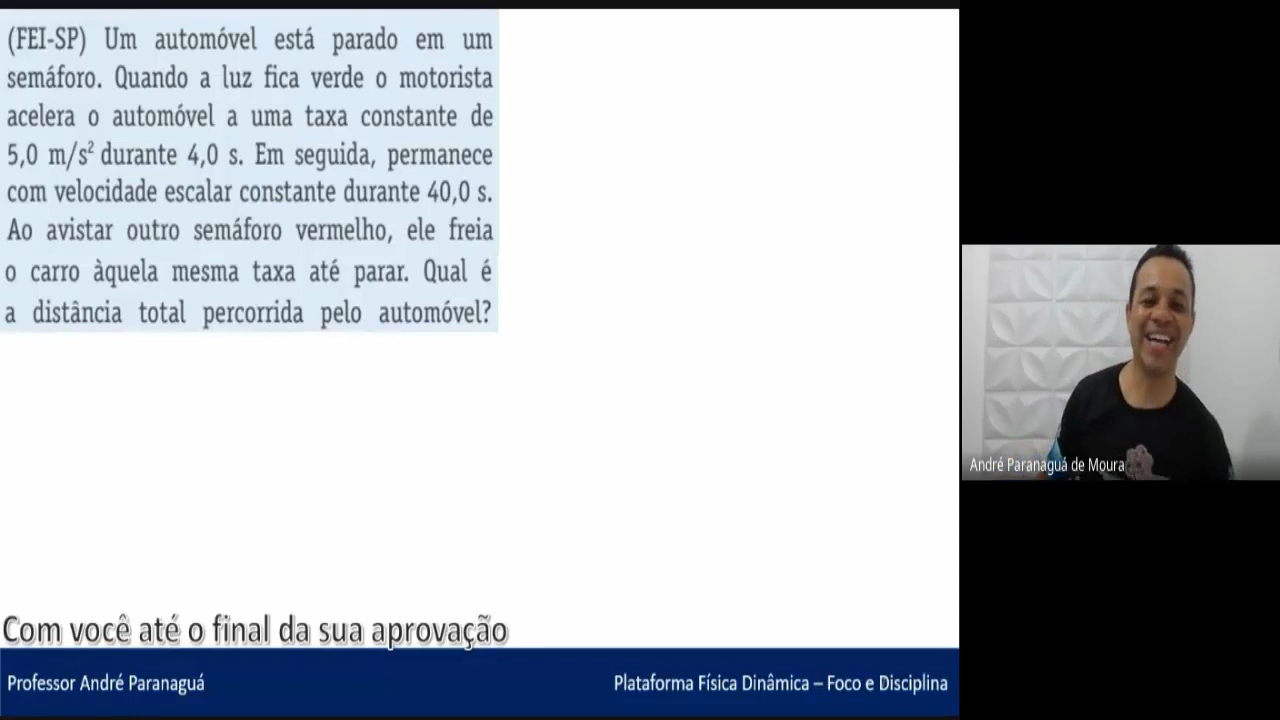 (FEI-SP) Um automóvel está parado em um
semáforo. Quando a luz fica verde o motorista
acelera o automóvel a uma taxa constante de
5,0 m/s² durante 4,0 s. Em seguida, permanece
com velocidade escalar constante durante 40,0 s.
Ao avistar outro semáforo vermelho, ele freia
o carro àquela mesma taxa até parar. Qual é
a distância total percorrida pelo automóvel?
André Paranaguá de Moura
Com você até o final da sua aprovação
Professor André Paranaguá
Plataforma Física Dinâmica – Foco e Disciplina